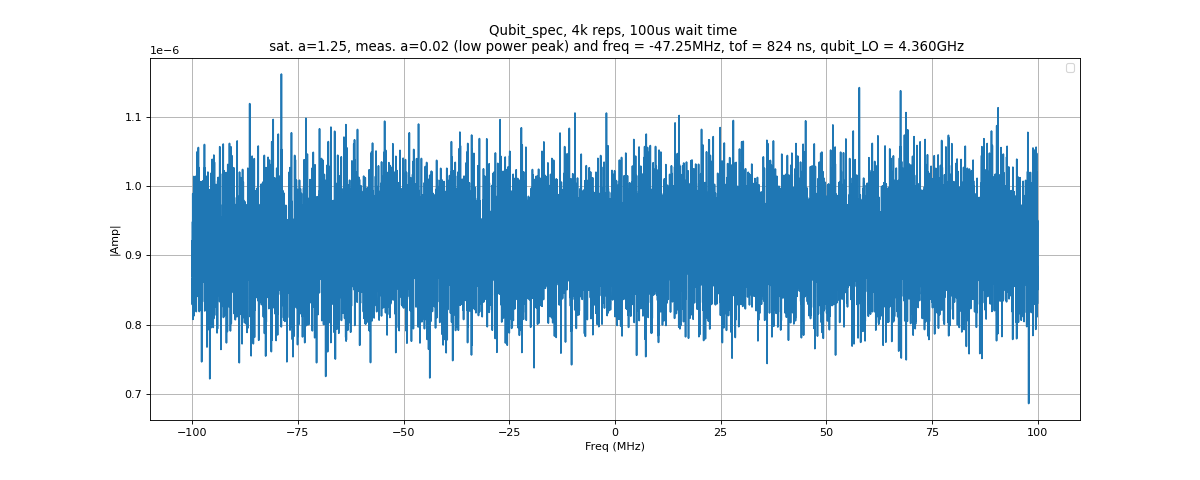 Qubit_spec, 4k reps, 100us wait time
sat. a=1.25, meas. a=0.02 (low power peak) and freq = -47.25MHz, tof = 824 ns, qubit_LO = 4.360GHz
1e−6
1.1
1.0
0.9
0.8
0.7
|Amp|
−100
−75
−50
−25
0
25
50
75
100
Freq (MHz)